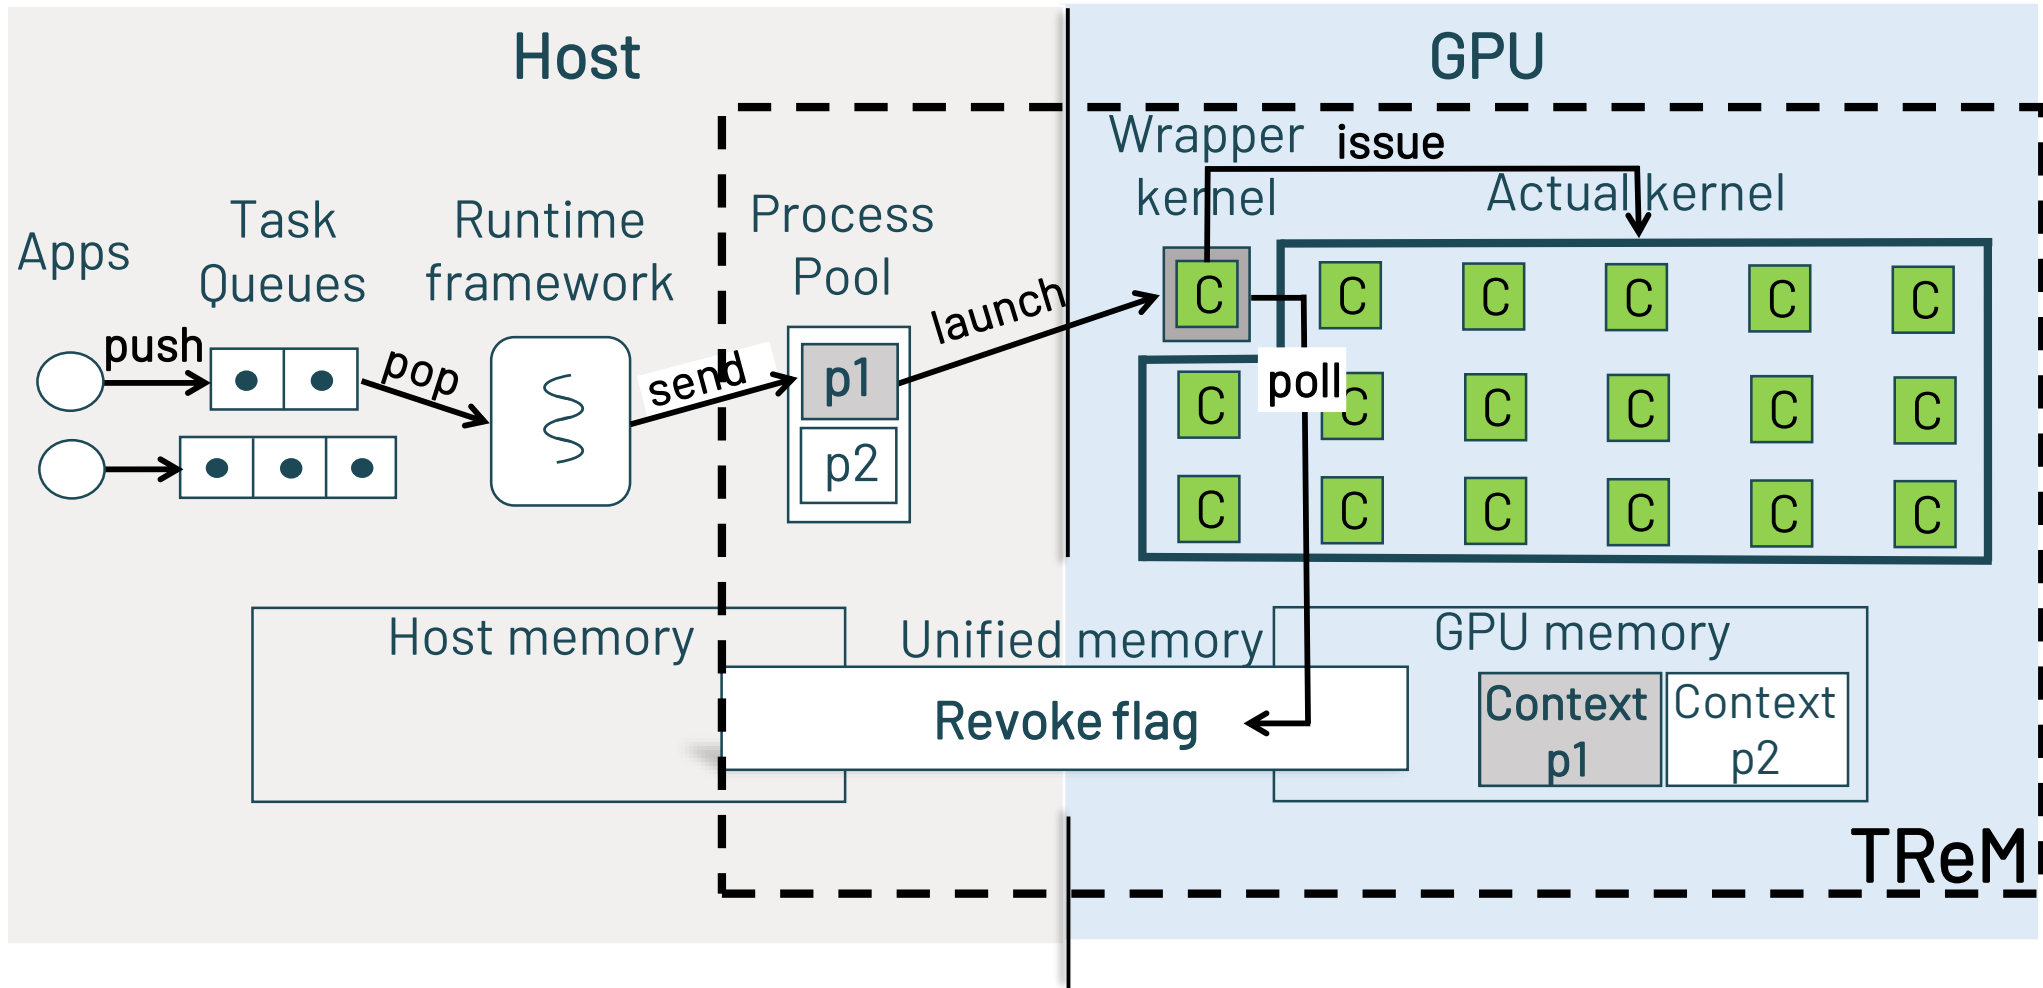 Host
GPU
Wrapper
kernel
issue
Actual kernel
Apps
Task
Queues
Runtime
framework
Process
Pool
push
pop
send
launch
p1
p2
poll
C C C C C C
C C C C C C
C C C C C C
Host memory
Unified memory
GPU memory
Revoke flag
Context
p1
Context
p2
TReM